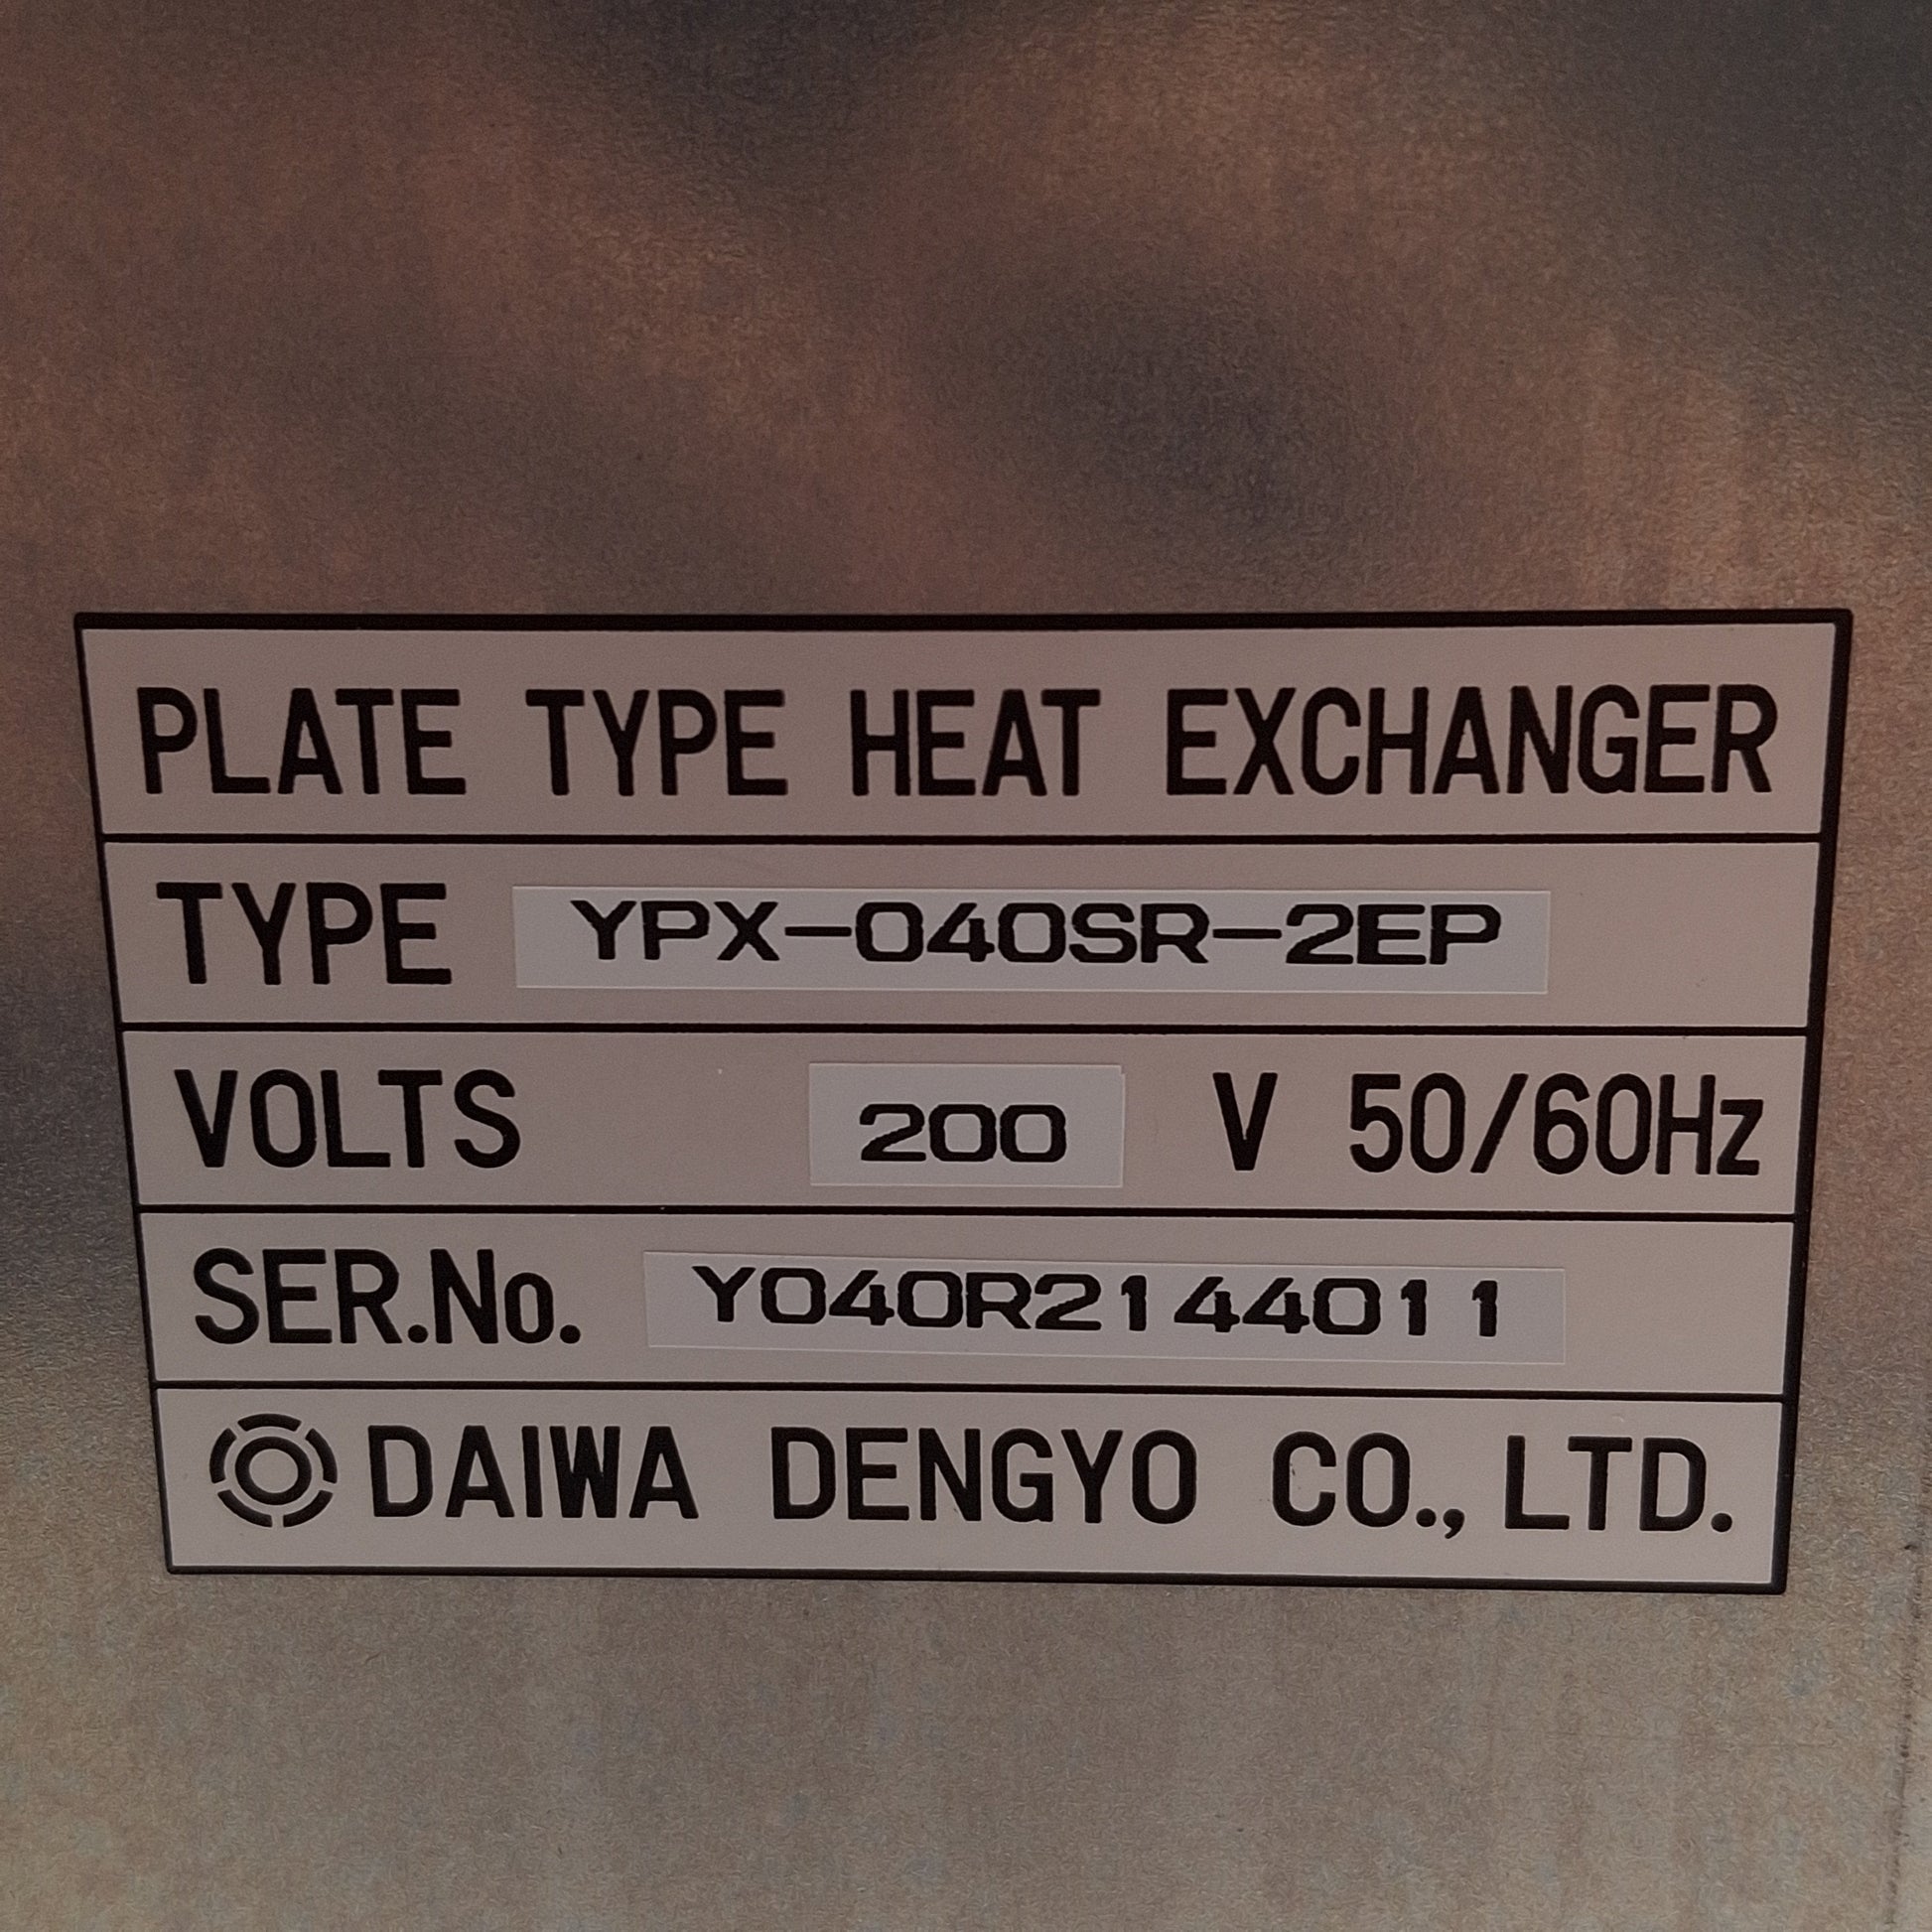 PLATE TYPE HEAT EXCHANGER
TYPE YPX-040SR-2EP
VOLTS 200 V 50/60Hz
SER.No. Y040R2144011
DAIWA DENGYO CO., LTD.